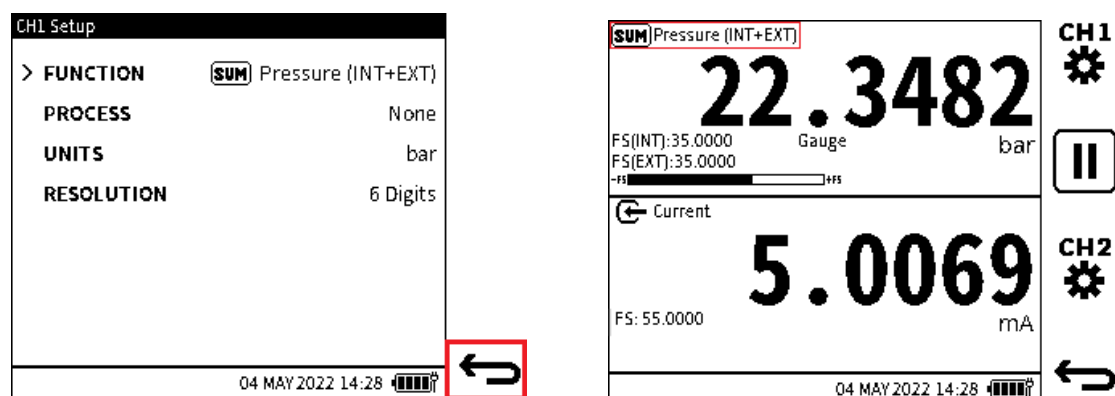 CH1 Setup
> FUNCTION SUM Pressure (INT+EXT)
PROCESS None
UNITS bar
RESOLUTION 6 Digits
04 MAY 2022 14:28
SUM Pressure (INT+EXT)
22.3482
FS(INT):35.0000 Gauge bar
FS(EXT):35.0000
-FS +FS
Current
5.0069
FS: 55.0000 mA
04 MAY 2022 14:28
CH1
CH2